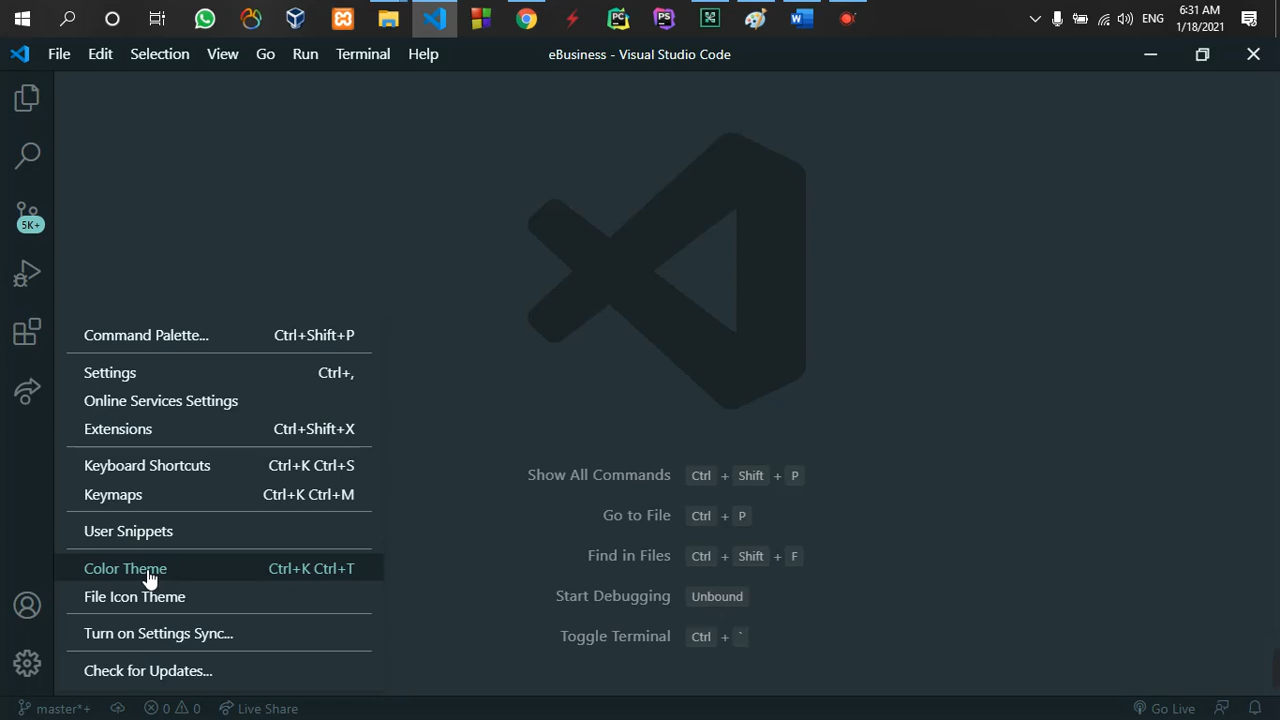 6:31 AM
ENG
1/18/2021
File Edit Selection View Go Run Terminal Help
eBusiness - Visual Studio Code
PC
PS
5K+
Command Palette... Ctrl+Shift+P
Settings Ctrl+,
Online Services Settings
Extensions Ctrl+Shift+X
Keyboard Shortcuts Ctrl+K Ctrl+S
Keymaps Ctrl+K Ctrl+M
User Snippets
Color Theme Ctrl+K Ctrl+T
File Icon Theme
Turn on Settings Sync...
Check for Updates...
Show All Commands Ctrl + Shift + P
Go to File Ctrl + P
Find in Files Ctrl + Shift + F
Start Debugging Unbound
Toggle Terminal Ctrl + `
master*+ 0 0 Live Share Go Live